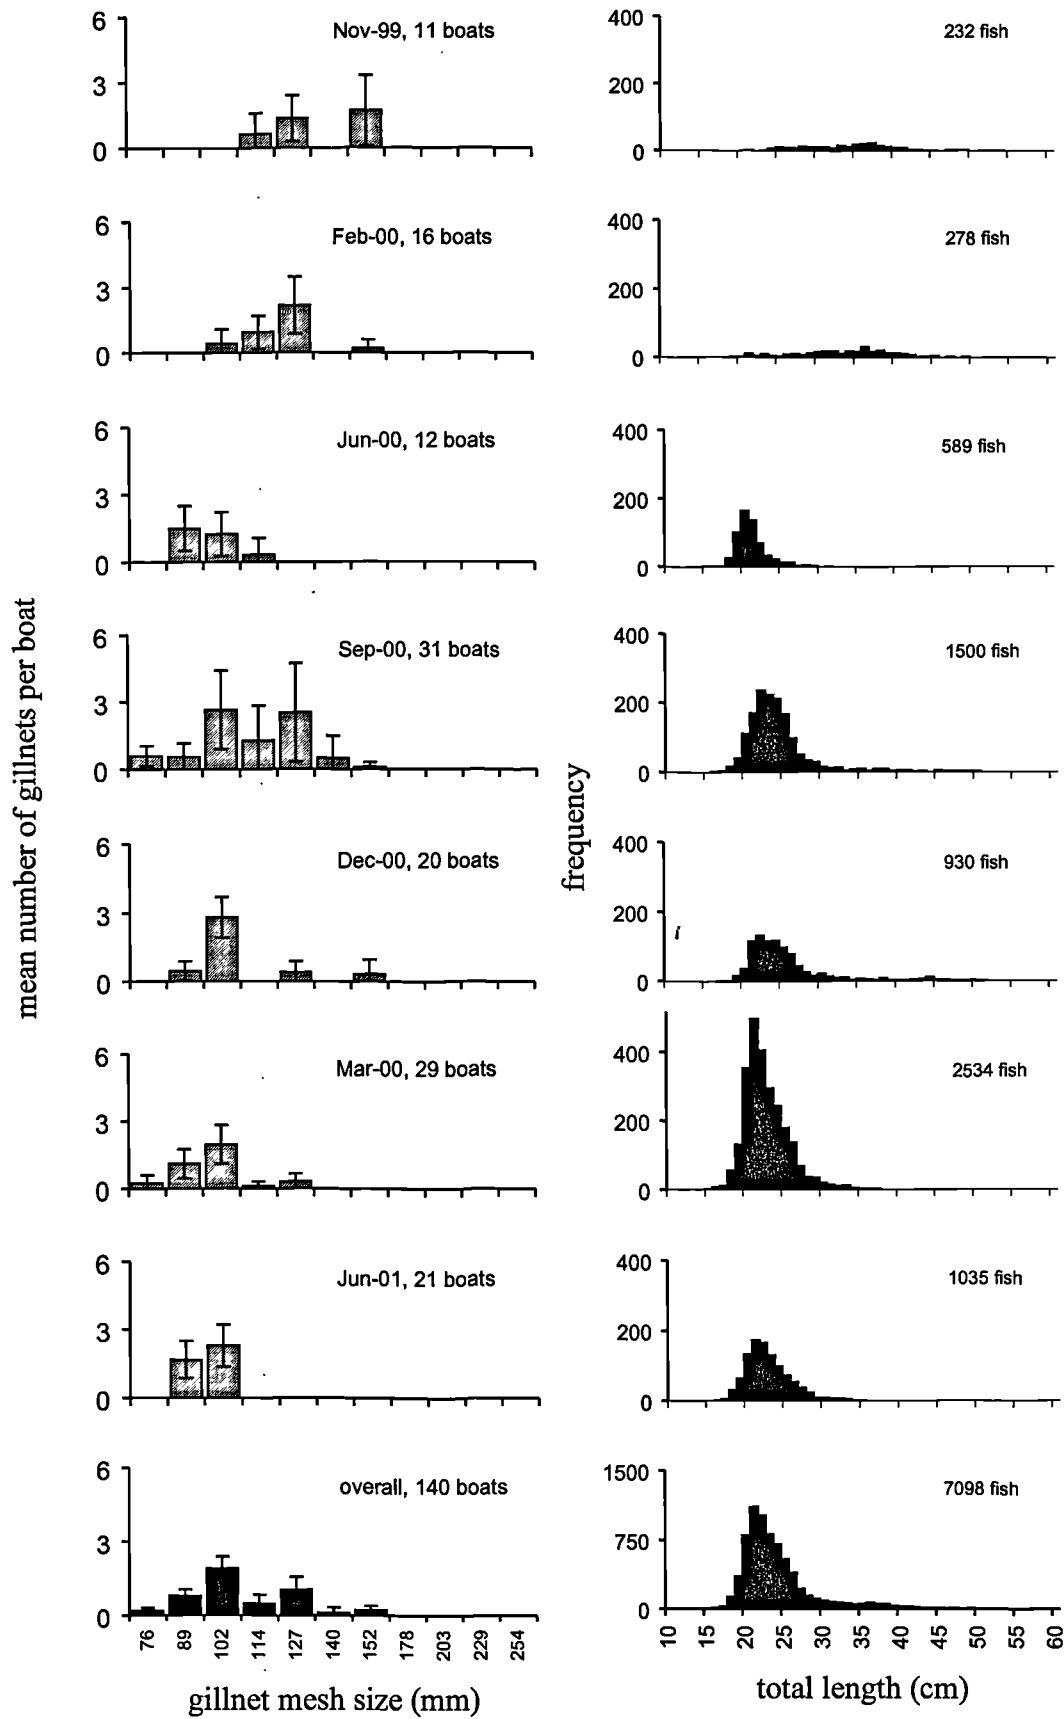 mean number of gillnets per boat
6
3
0
Nov-99, 11 boats
6
3
0
Feb-00, 16 boats
6
3
0
Jun-00, 12 boats
6
3
0
Sep-00, 31 boats
6
3
0
Dec-00, 20 boats
6
3
0
Mar-00, 29 boats
6
3
0
Jun-01, 21 boats
6
3
0
overall, 140 boats
76 89 102 114 127 140 152 178 203 229 254
gillnet mesh size (mm)
frequency
400
200
0
232 fish
400
200
0
278 fish
400
200
0
589 fish
400
200
0
1500 fish
400
200
0
930 fish
400
200
0
2534 fish
400
200
0
1035 fish
1500
750
0
7098 fish
10 15 20 25 30 35 40 45 50 55 60
total length (cm)